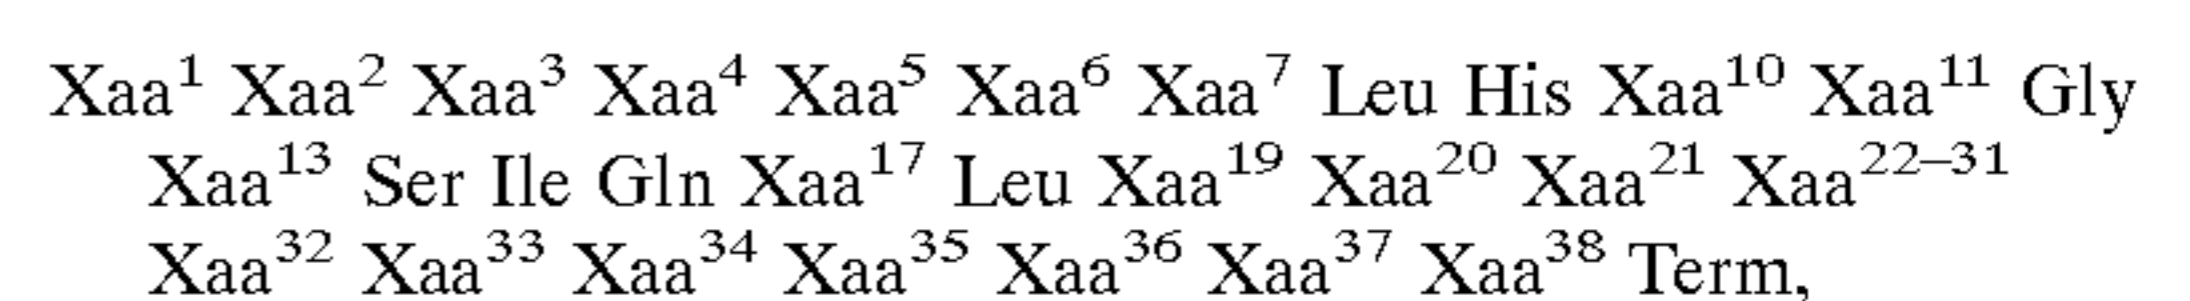 Xaa¹ Xaa² Xaa³ Xaa⁴ Xaa⁵ Xaa⁶ Xaa⁷ Leu His Xaa¹⁰ Xaa¹¹ Gly
Xaa¹³ Ser Ile Gln Xaa¹⁷ Leu Xaa¹⁹ Xaa²⁰ Xaa²¹ Xaa²²⁻³¹
Xaa³² Xaa³³ Xaa³⁴ Xaa³⁵ Xaa³⁶ Xaa³⁷ Xaa³⁸ Term,